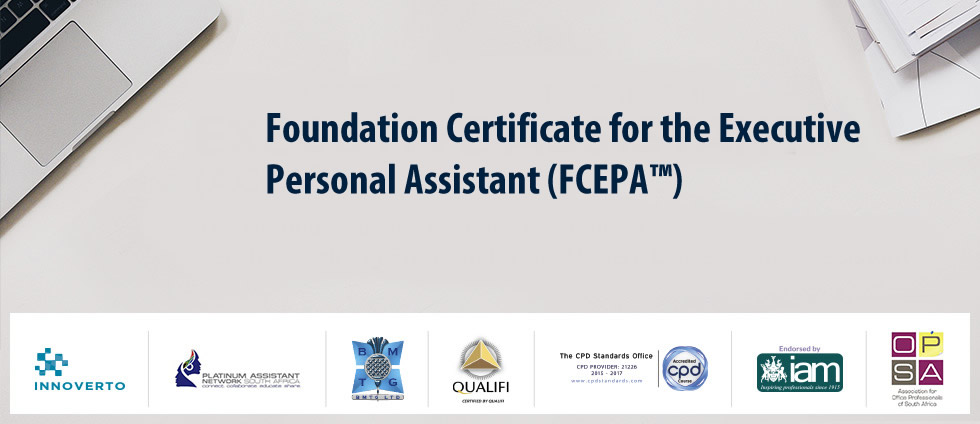 Foundation Certificate for the Executive
Personal Assistant (FCEPA™)
INNOVERTO
PLATINUM ASSISTANT
NETWORK SOUTH AFRICA
connect collaborate educate share
B M
T G
BMTG LTD
QUALIFI
CERTIFIED BY QUALIFI
The CPD Standards Office
CPD PROVIDER: 21226
2015 - 2017
www.cpdstandards.com
Accredited
cpd
Course
Endorsed by
iam
Inspiring professionals since 1915
OP
SA
Association for
Office Professionals
of South Africa